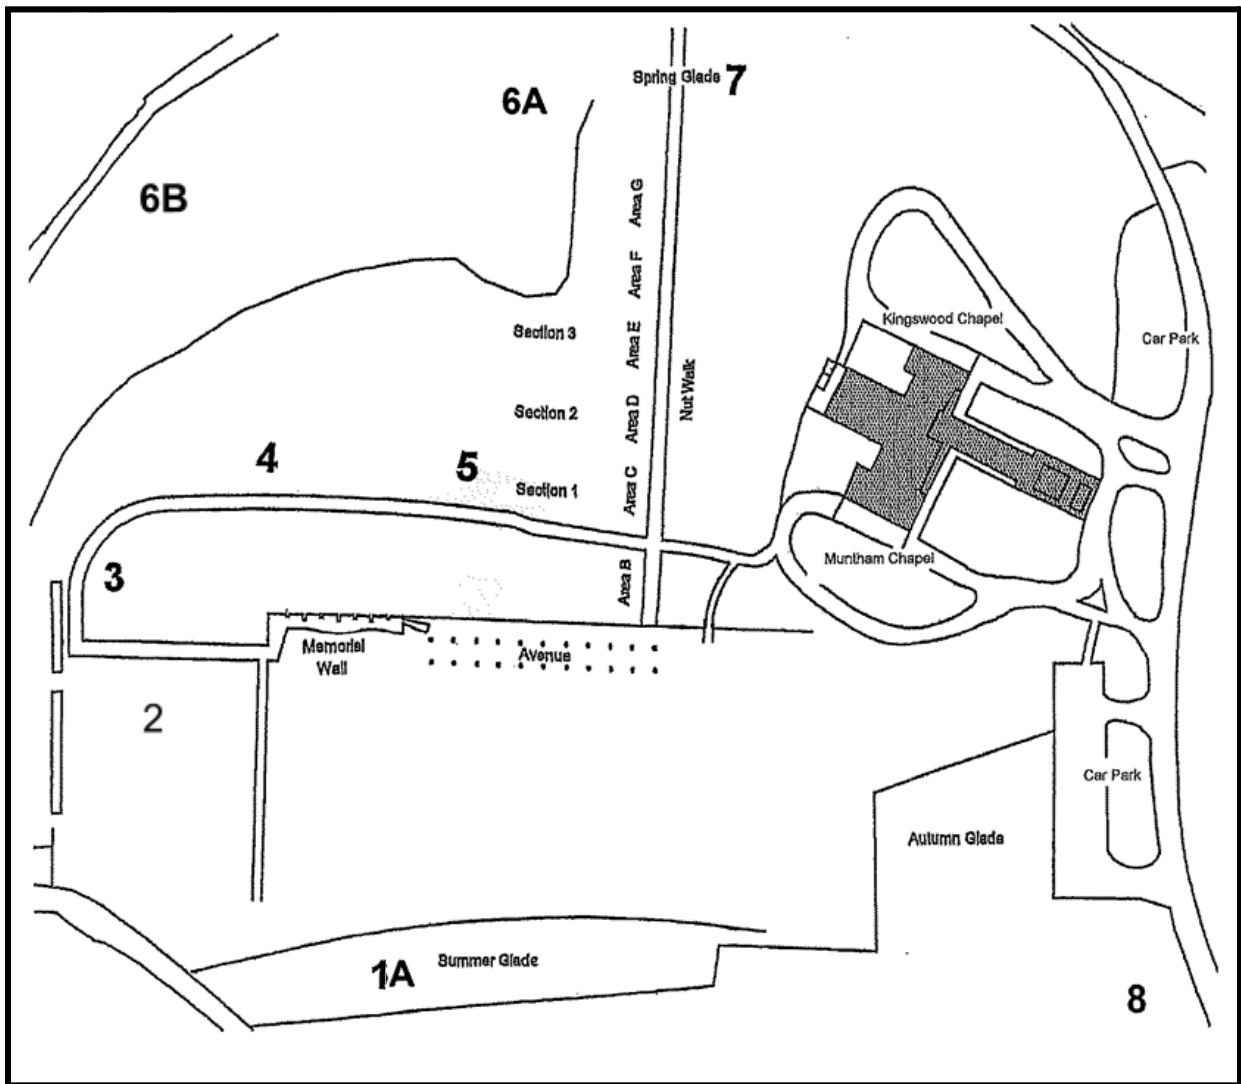 Spring Glade 7
6A
6B
Area G
Area F
Area E
Area D
Area C
Area B
Nut Walk
Section 3
Section 2
Section 1
Kingswood Chapel
Car Park
4
5
3
Muntham Chapel
Memorial
Wall
Avenue
2
Car Park
Autumn Glade
1A
Summer Glade
8